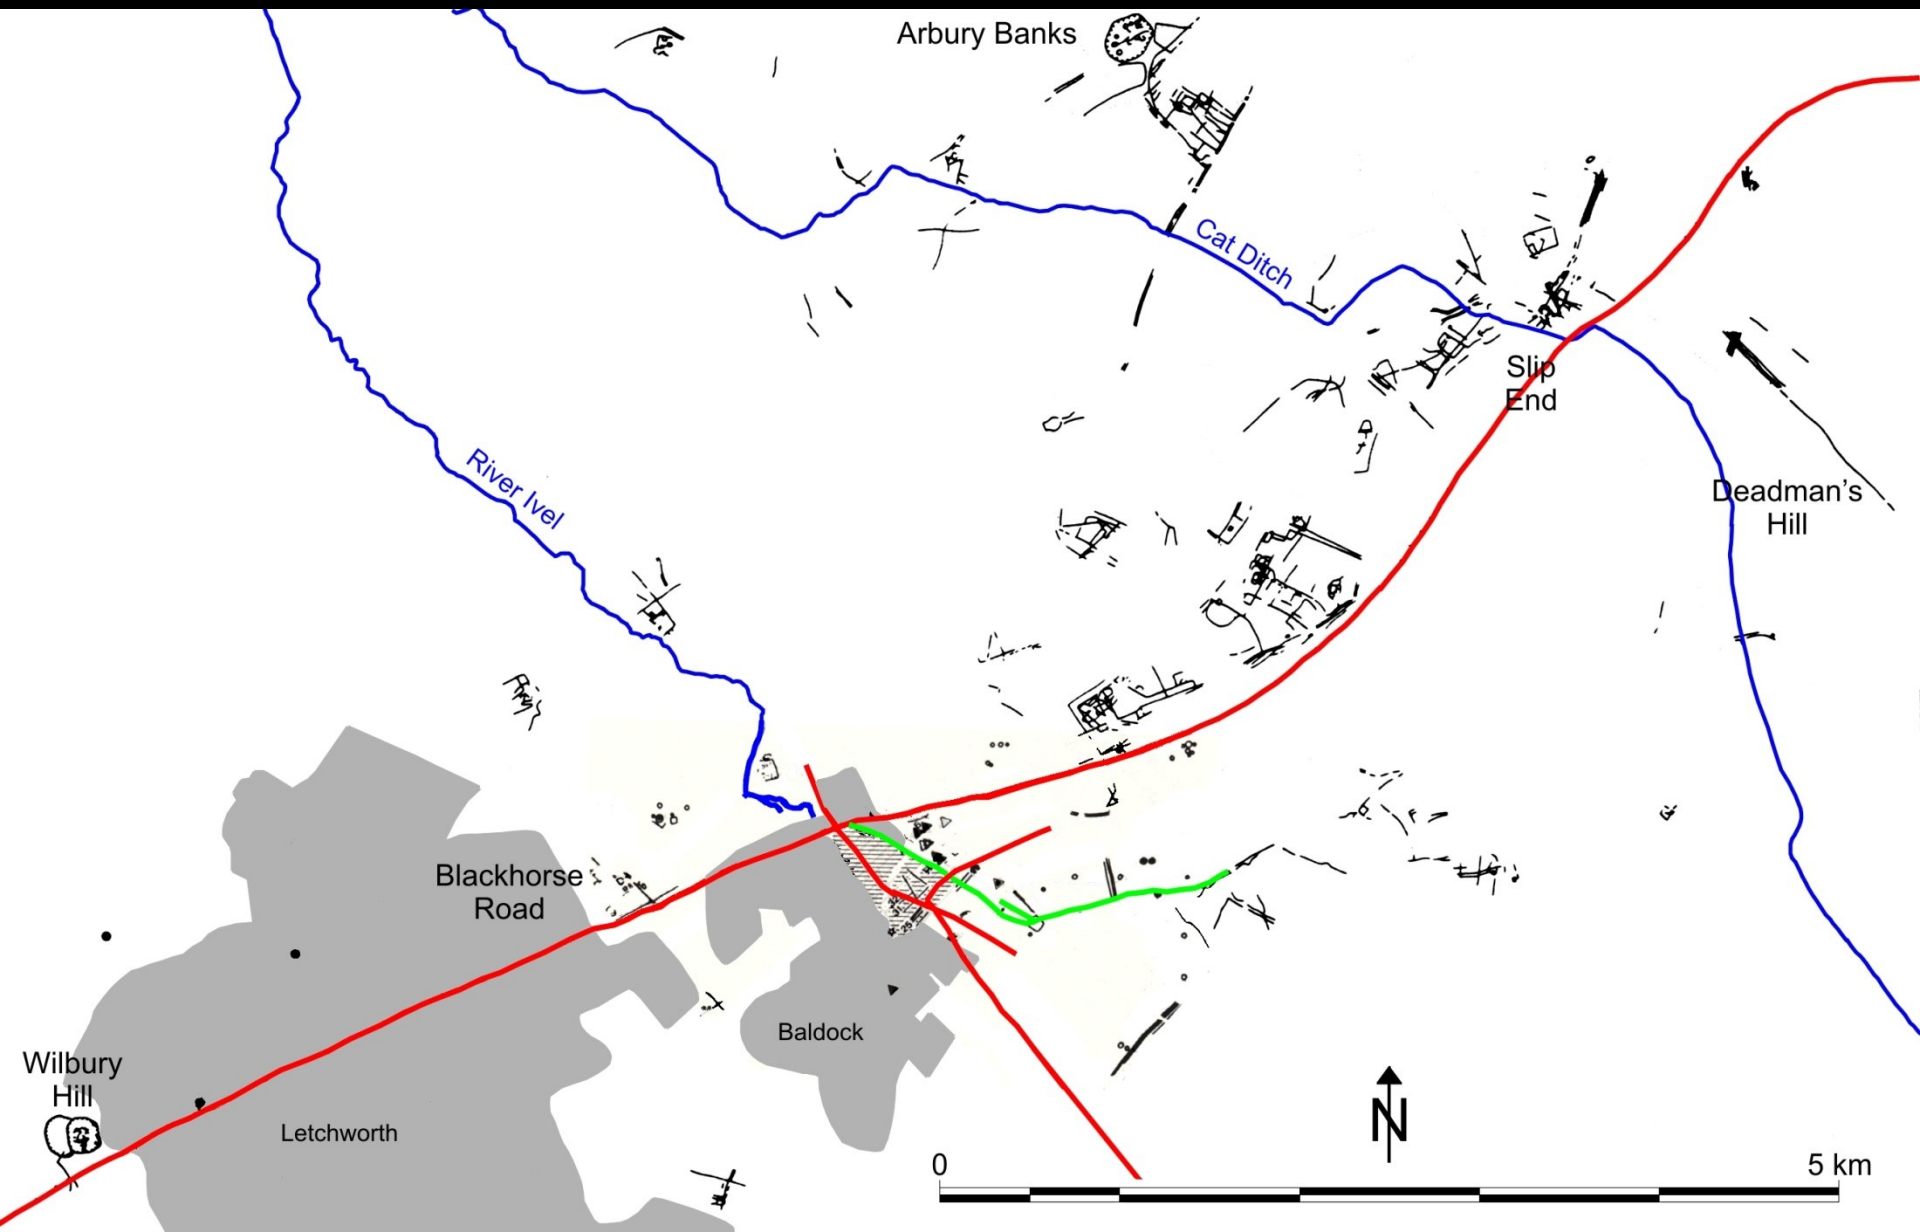 Arbury Banks
Cat Ditch
Slip
End
River Ivel
Deadman's
Hill
Blackhorse
Road
Baldock
Wilbury
Hill
Letchworth
N
0
5 km